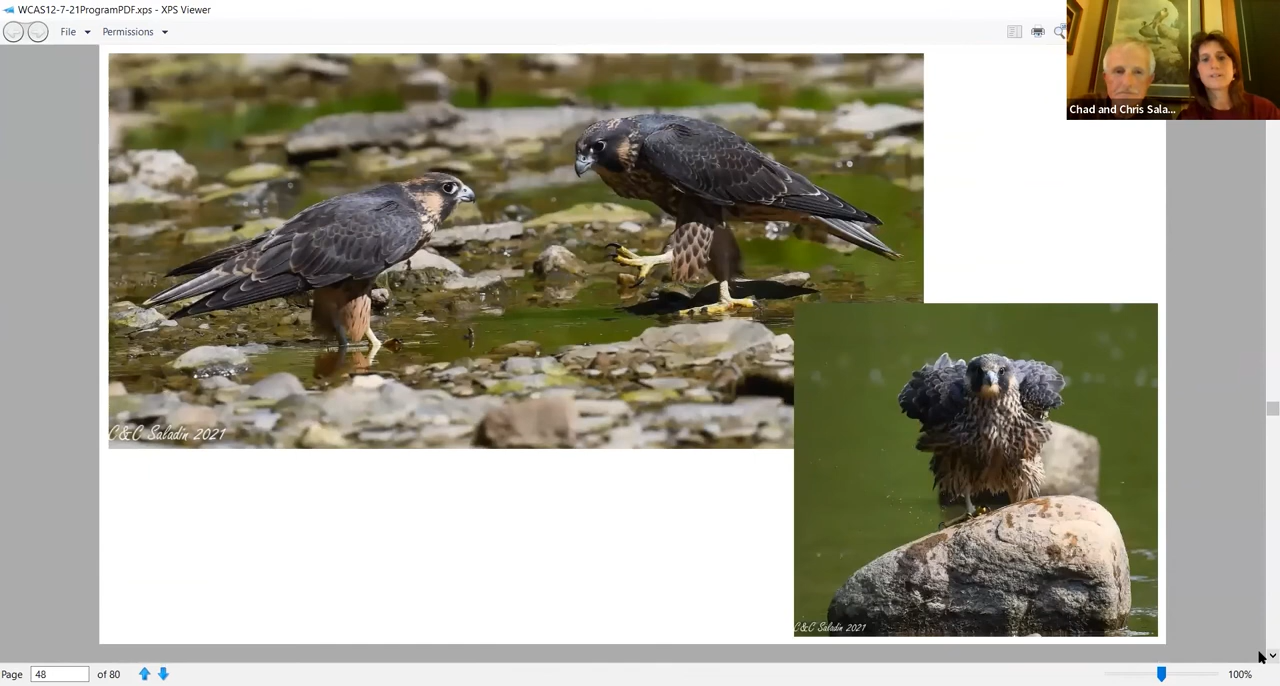 WCAS12-7-21ProgramPDF.xps - XPS Viewer
File Permissions
Chad and Chris Sala...
C&C Saladin 2021
C&C Saladin 2021
Page 48 of 80 100%